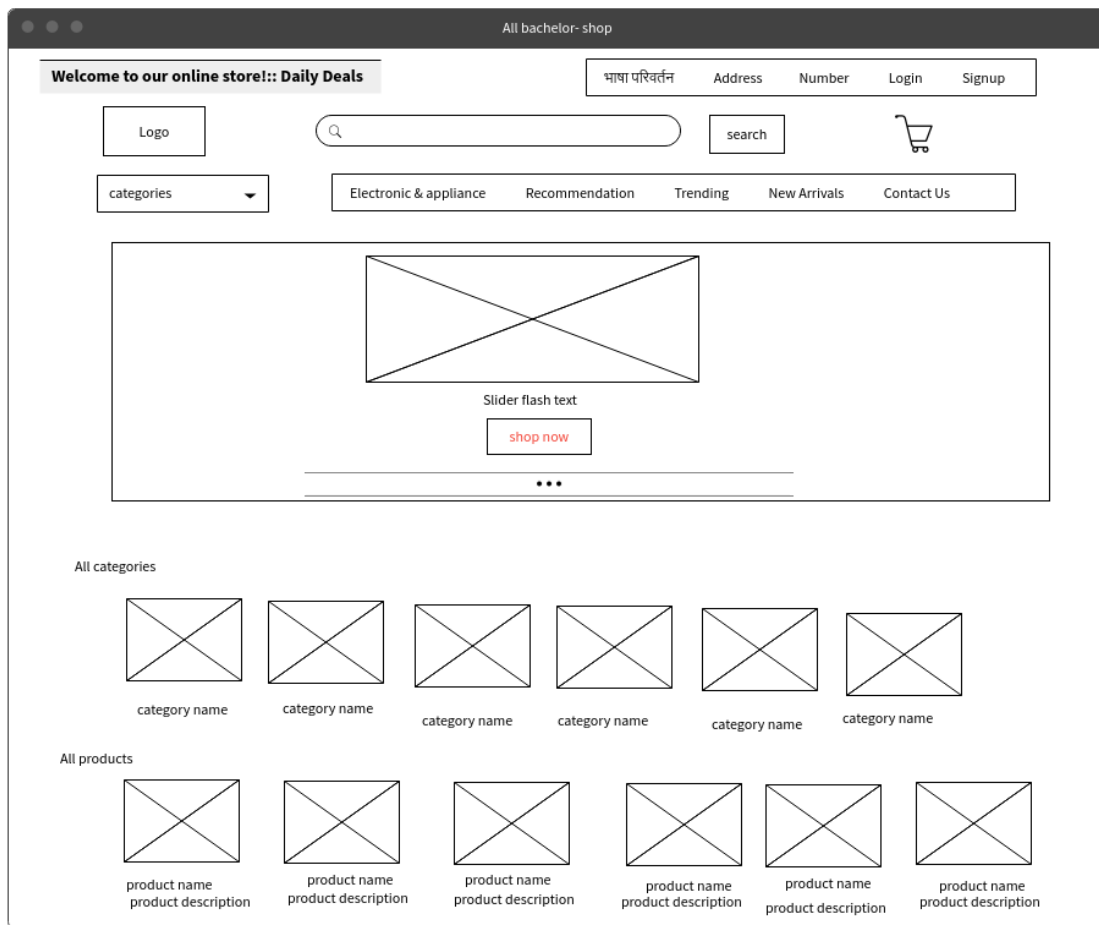 All bachelor- shop
Welcome to our online store!:: Daily Deals
भाषा परिवर्तन Address Number Login Signup
Logo
search
categories
Electronic & appliance Recommendation Trending New Arrivals Contact Us
Slider flash text
shop now
All categories
category name category name category name category name category name category name
All products
product name product name product name product name product name product name
product description product description product description product description product description product description